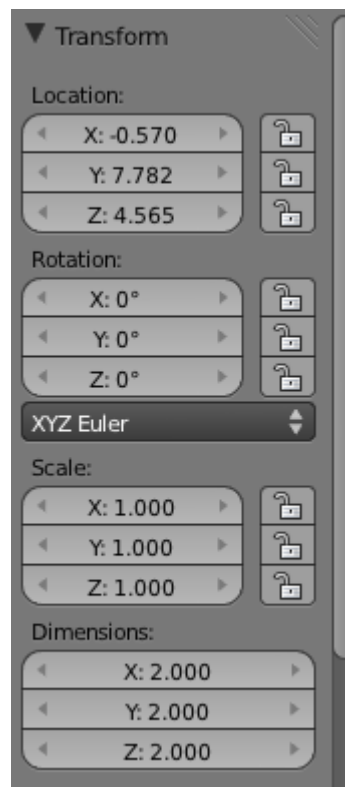 Transform
Location:
X: -0.570
Y: 7.782
Z: 4.565
Rotation:
X: 0°
Y: 0°
Z: 0°
XYZ Euler
Scale:
X: 1.000
Y: 1.000
Z: 1.000
Dimensions:
X: 2.000
Y: 2.000
Z: 2.000